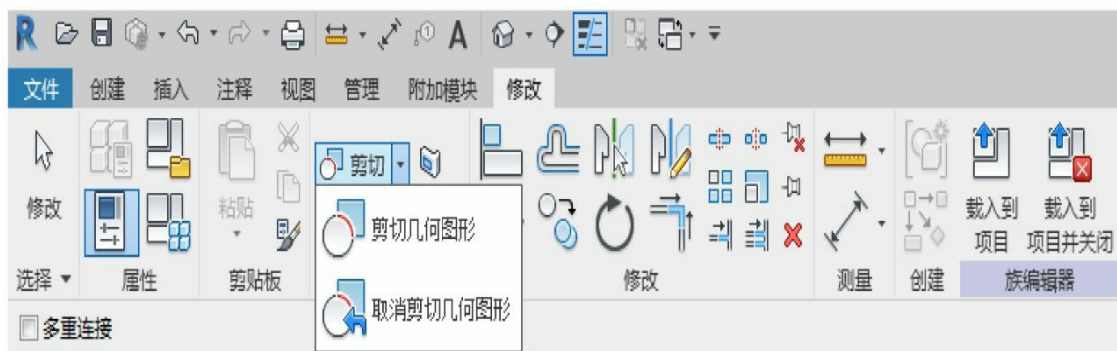 文件 创建 插入 注释 视图 管理 附加模块 修改
剪切
剪切几何图形
取消剪切几何图形
修改
粘贴
载入到
项目
载入到
项目并关闭
选择 属性 剪贴板 修改 测量 创建 族编辑器
多重连接